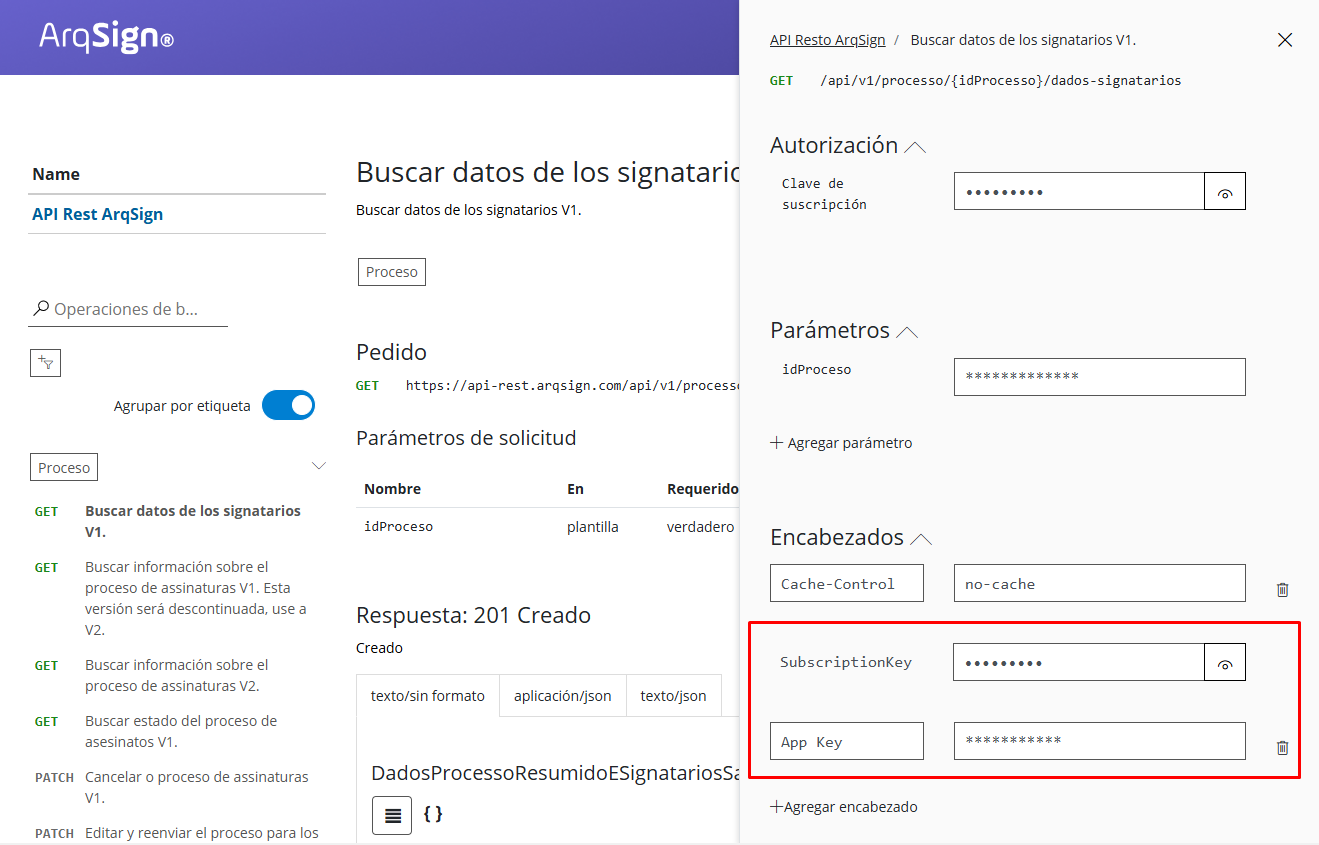 ArqSign®
Name
API Rest ArqSign
Operaciones de b...
Agrupar por etiqueta
Proceso
GET Buscar datos de los signatarios
V1.
GET Buscar información sobre el
proceso de assinaturas V1. Esta
versión será descontinuada, use a
V2.
GET Buscar información sobre el
proceso de assinaturas V2.
GET Buscar estado del proceso de
asesinatos V1.
PATCH Cancelar o proceso de assinaturas
V1.
PATCH Editar y reenviar el proceso para los
Buscar datos de los signatario
Buscar datos de los signatarios V1.
Proceso
Pedido
GET https://api-rest.arqsign.com/api/v1/processo
Parámetros de solicitud
Nombre En Requerido
idProceso plantilla verdadero
Respuesta: 201 Creado
Creado
texto/sin formato aplicación/json texto/json
DadosProcessoResumidoESignatariosSa
{ }
API Resto ArqSign / Buscar datos de los signatarios V1.
GET /api/v1/processo/{idProcesso}/dados-signatarios
Autorización
Clave de
suscripción
•••••••••
Parámetros
idProceso *************
+ Agregar parámetro
Encabezados
Cache-Control no-cache
SubscriptionKey •••••••••
App Key ***********
+Agregar encabezado